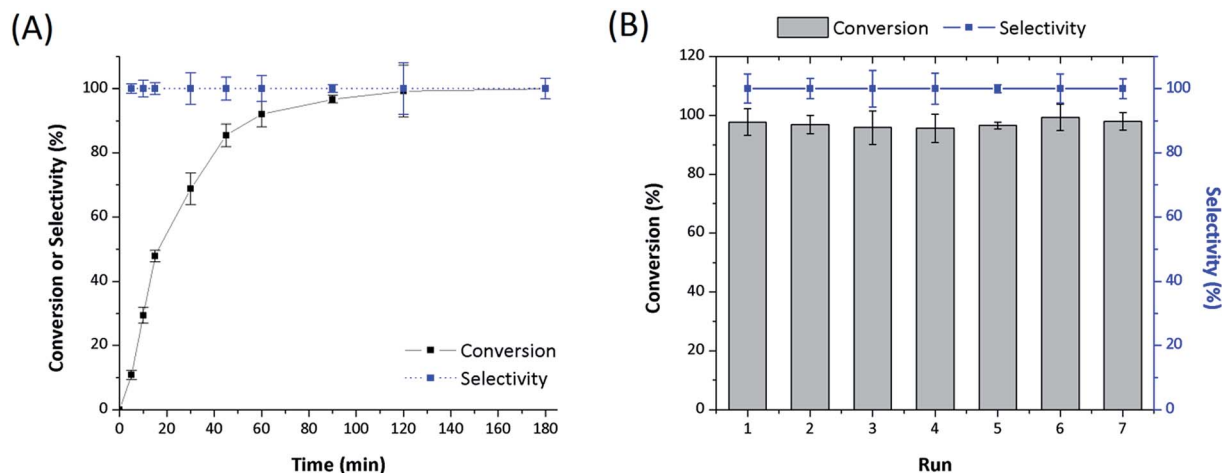 (A)
Conversion or Selectivity (%)
100
80
60
40
20
0
Conversion
Selectivity
0 20 40 60 80 100 120 140 160 180
Time (min)
(B)
Conversion Selectivity
Conversion (%)
120
100
80
60
40
20
0
100
80
60
40
20
0
Selectivity (%)
1 2 3 4 5 6 7
Run